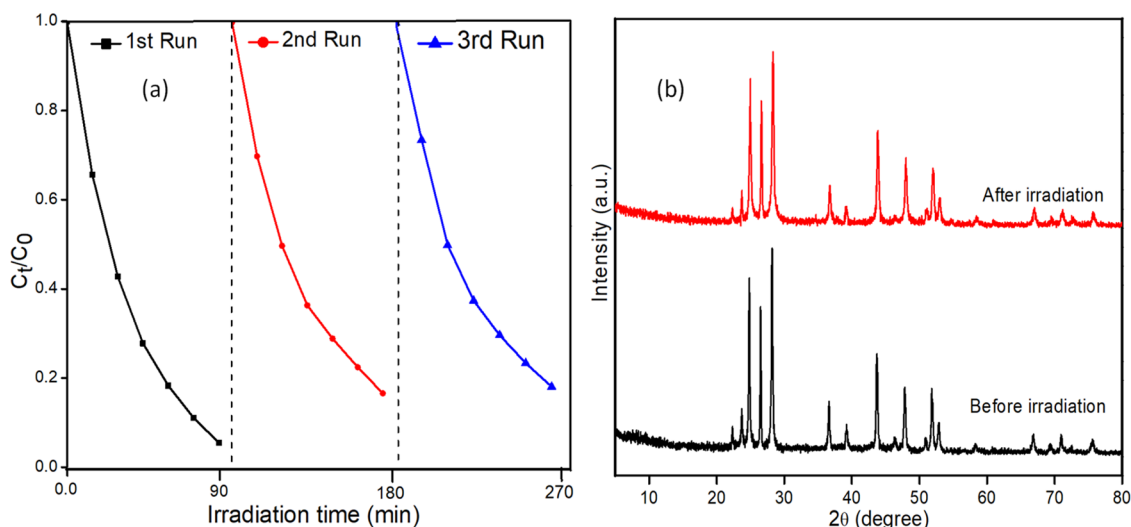 1.0
0.8
0.6
0.4
0.2
0.0
Ct/C0
1st Run
2nd Run
3rd Run
(a)
0.0
90
180
270
Irradiation time (min)
Intensity (a.u.)
(b)
After irradiation
Before irradiation
10
20
30
40
50
60
70
80
2θ (degree)